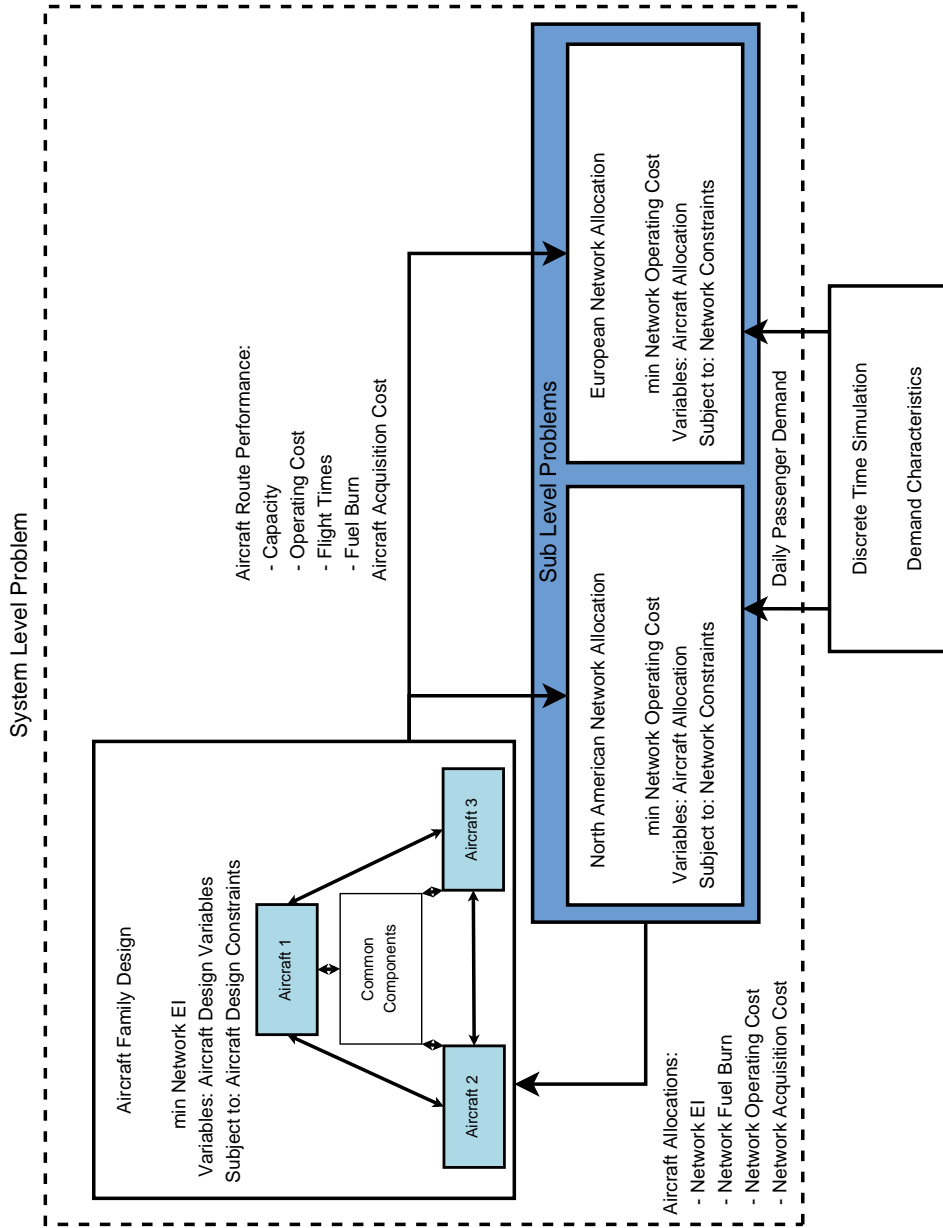 System Level Problem
Aircraft Family Design
min Network EI
Variables: Aircraft Design Variables
Subject to: Aircraft Design Constraints
Aircraft 1
Common
Components
Aircraft 2
Aircraft 3
Aircraft Route Performance:
- Capacity
- Operating Cost
- Flight Times
- Fuel Burn
Aircraft Acquisition Cost
Aircraft Allocations:
- Network EI
- Network Fuel Burn
- Network Operating Cost
- Network Acquisition Cost
Sub Level Problems
North American Network Allocation
min Network Operating Cost
Variables: Aircraft Allocation
Subject to: Network Constraints
European Network Allocation
min Network Operating Cost
Variables: Aircraft Allocation
Subject to: Network Constraints
Daily Passenger Demand
Discrete Time Simulation
Demand Characteristics